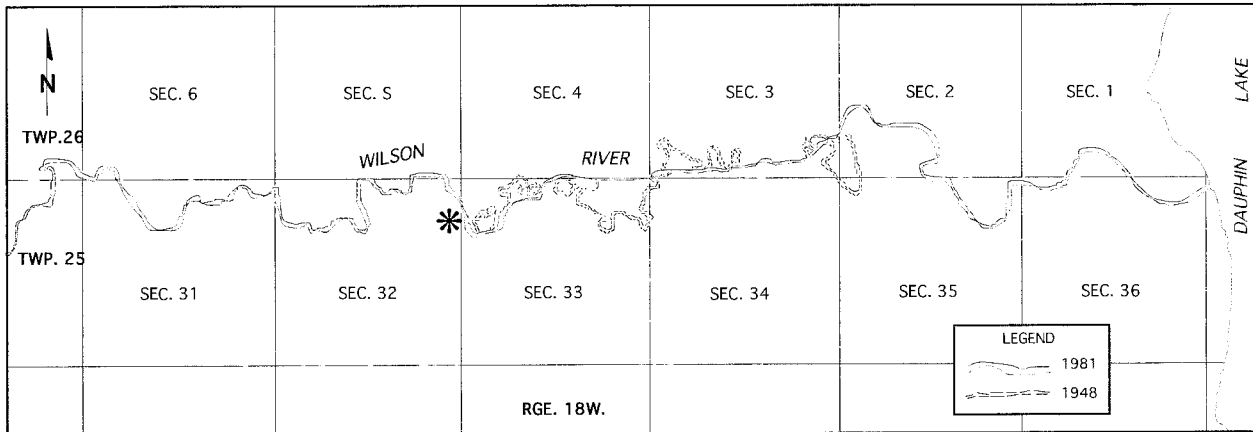 N
TWP.26
TWP. 25
SEC. 6
SEC. S
SEC. 4
SEC. 3
SEC. 2
SEC. 1
WILSON
RIVER
DAUPHIN LAKE
SEC. 31
SEC. 32
SEC. 33
SEC. 34
SEC. 35
SEC. 36
RGE. 18W.
LEGEND
1981
1948